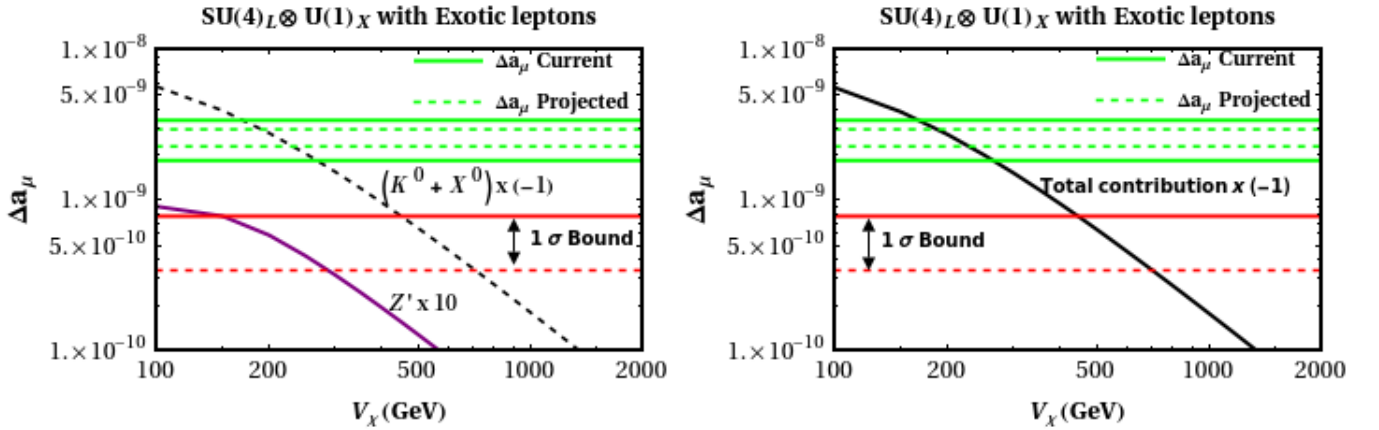 SU(4)_L⊗ U(1)_X with Exotic leptons
1.×10^-8
5.×10^-9
1.×10^-9
5.×10^-10
1.×10^-10
Δa_μ
Δa_μ Current
Δa_μ Projected
(K^0 + X^0) x (−1)
1 σ Bound
Z' x 10
100 200 500 1000 2000
V_χ(GeV)
SU(4)_L⊗ U(1)_X with Exotic leptons
1.×10^-8
5.×10^-9
1.×10^-9
5.×10^-10
1.×10^-10
Δa_μ
Δa_μ Current
Δa_μ Projected
Total contribution x (−1)
1 σ Bound
100 200 500 1000 2000
V_χ(GeV)